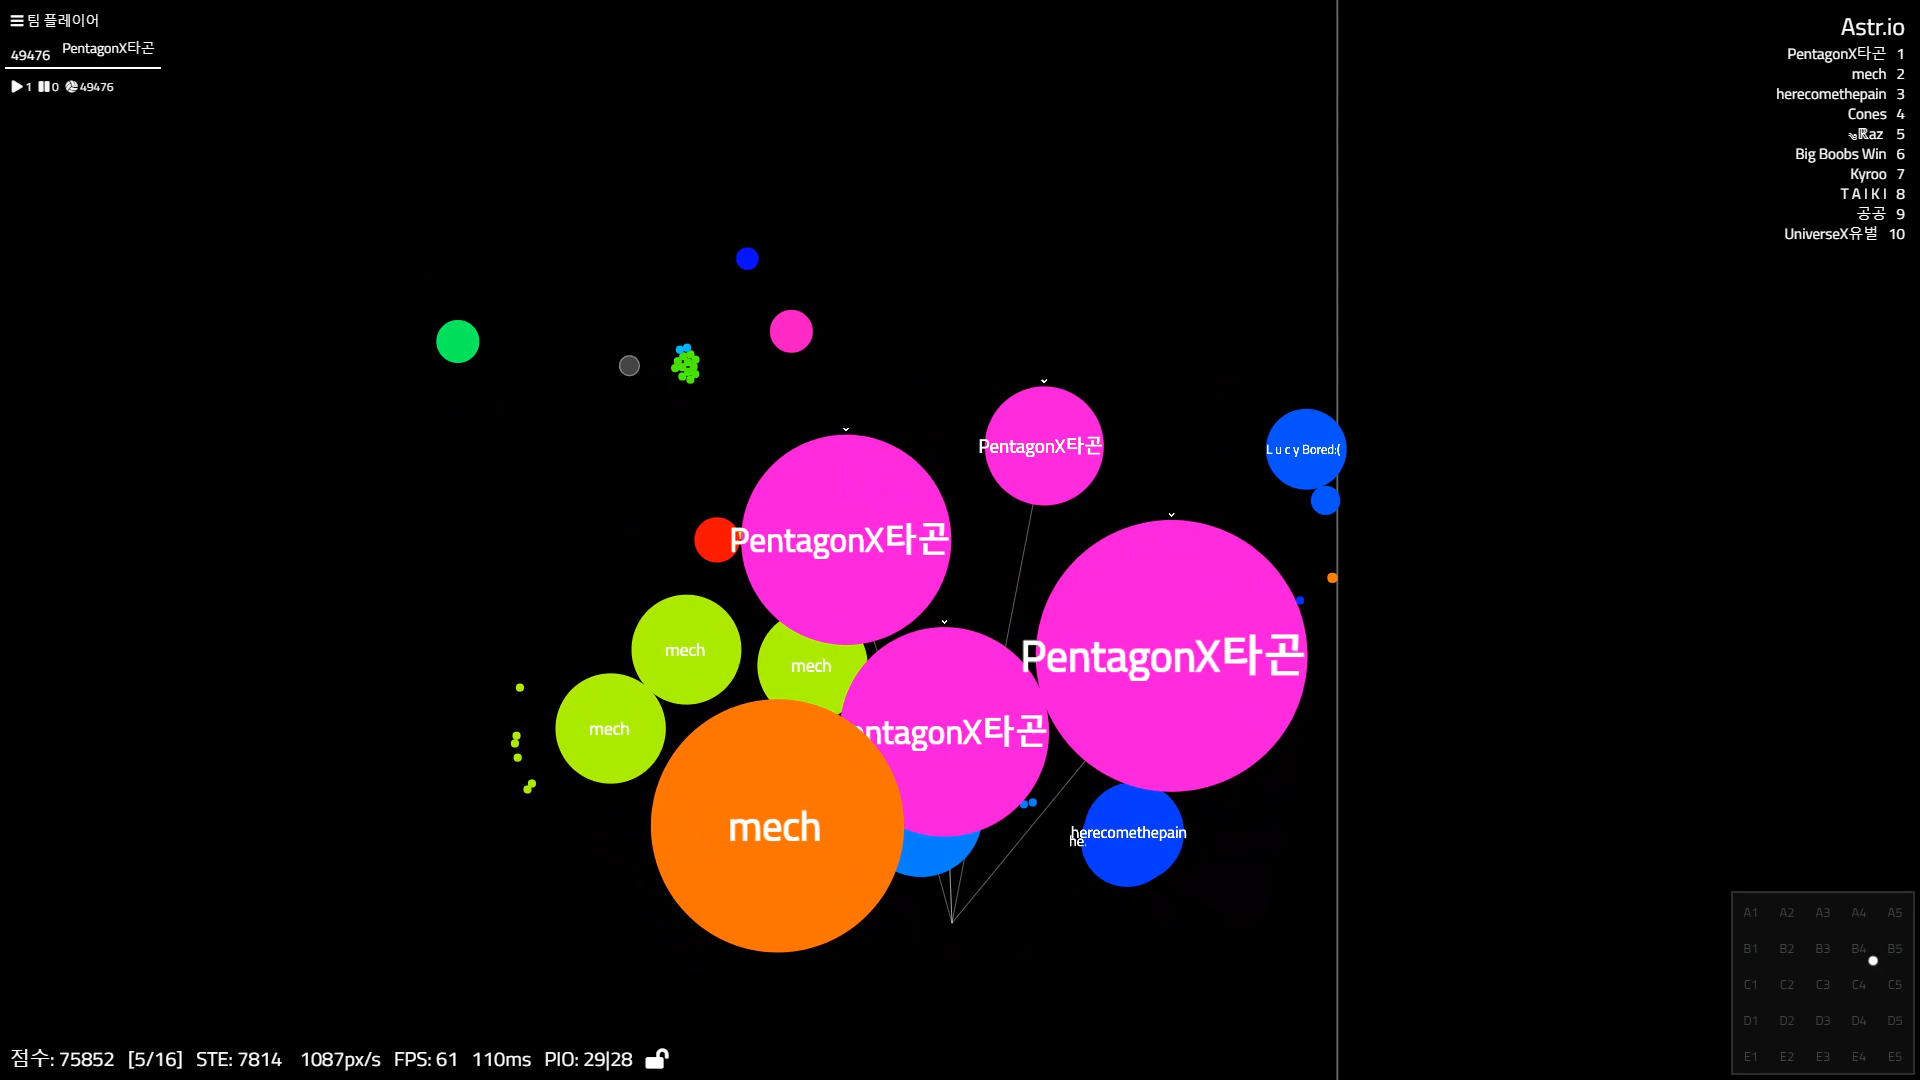 팀 플레이어
49476 PentagonX타곤
1 0 49476
Astr.io
PentagonX타곤 1
mech 2
herecomethepain 3
Cones 4
ℝaz 5
Big Boobs Win 6
Kyroo 7
T A I K I 8
공공 9
UniverseX유벌 10
PentagonX타곤
L u c y Bored:(
PentagonX타곤
PentagonX타곤
mech
mech
mech
entagonX타곤
mech
herecomethepain
he
A1 A2 A3 A4 A5
B1 B2 B3 B4 B5
C1 C2 C3 C4 C5
D1 D2 D3 D4 D5
E1 E2 E3 E4 E5
점수: 75852 [5/16] STE: 7814 1087px/s FPS: 61 110ms PIO: 29|28